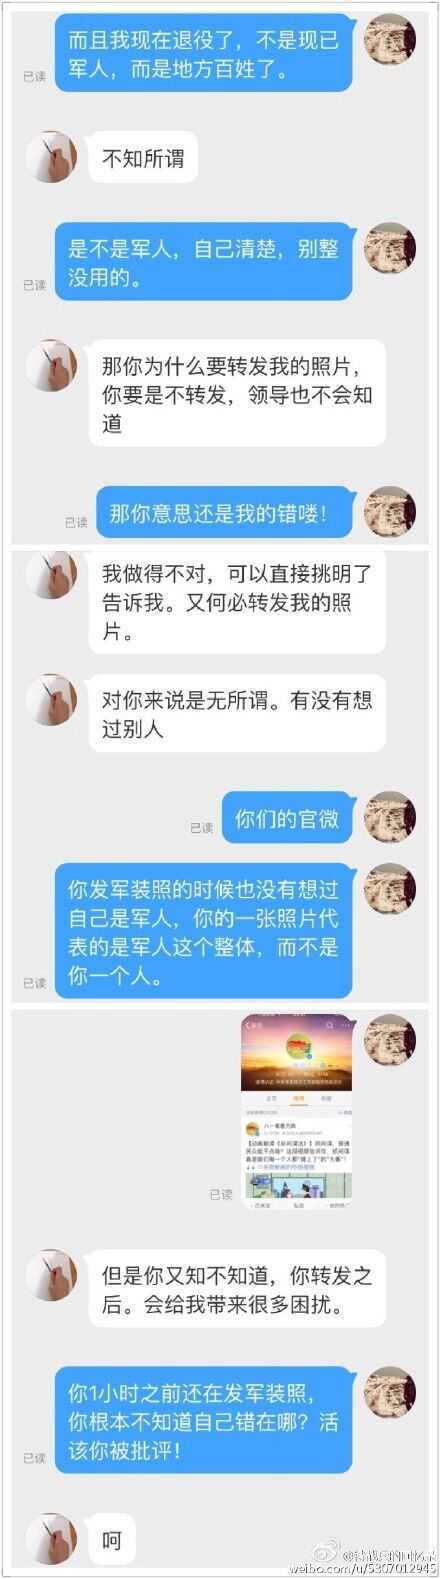 而且我现在退役了，不是现已
军人，而是地方百姓了。
已读
不知所谓
是不是军人，自己清楚，别整
没用的。
已读
那你为什么要转发我的照片，
你要是不转发，领导也不会知
道
那你意思还是我的错喽！
已读
我做得不对，可以直接挑明了
告诉我。又何必转发我的照
片。
对你来说是无所谓。有没有想
过别人
你们的官微
已读
你发军装照的时候也没有想过
自己是军人，你的一张照片代
表的是军人这个整体，而不是
你一个人。
已读
已读
但是你又知不知道，你转发之
后。会给我带来很多困扰。
你1小时之前还在发军装照，
你根本不知道自己错在哪？活
该你被批评！
已读
呵
weibo.com/u/5307012945